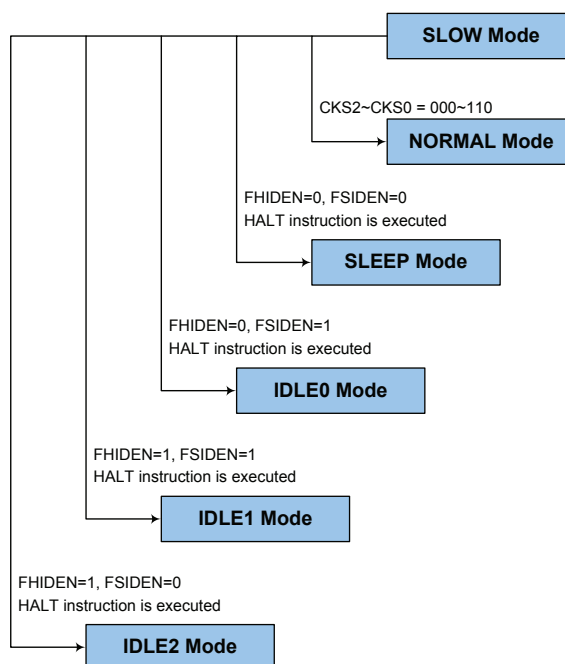 SLOW Mode
CKS2~CKS0 = 000~110
NORMAL Mode
FHIDEN=0, FSIDEN=0
HALT instruction is executed
SLEEP Mode
FHIDEN=0, FSIDEN=1
HALT instruction is executed
IDLE0 Mode
FHIDEN=1, FSIDEN=1
HALT instruction is executed
IDLE1 Mode
FHIDEN=1, FSIDEN=0
HALT instruction is executed
IDLE2 Mode